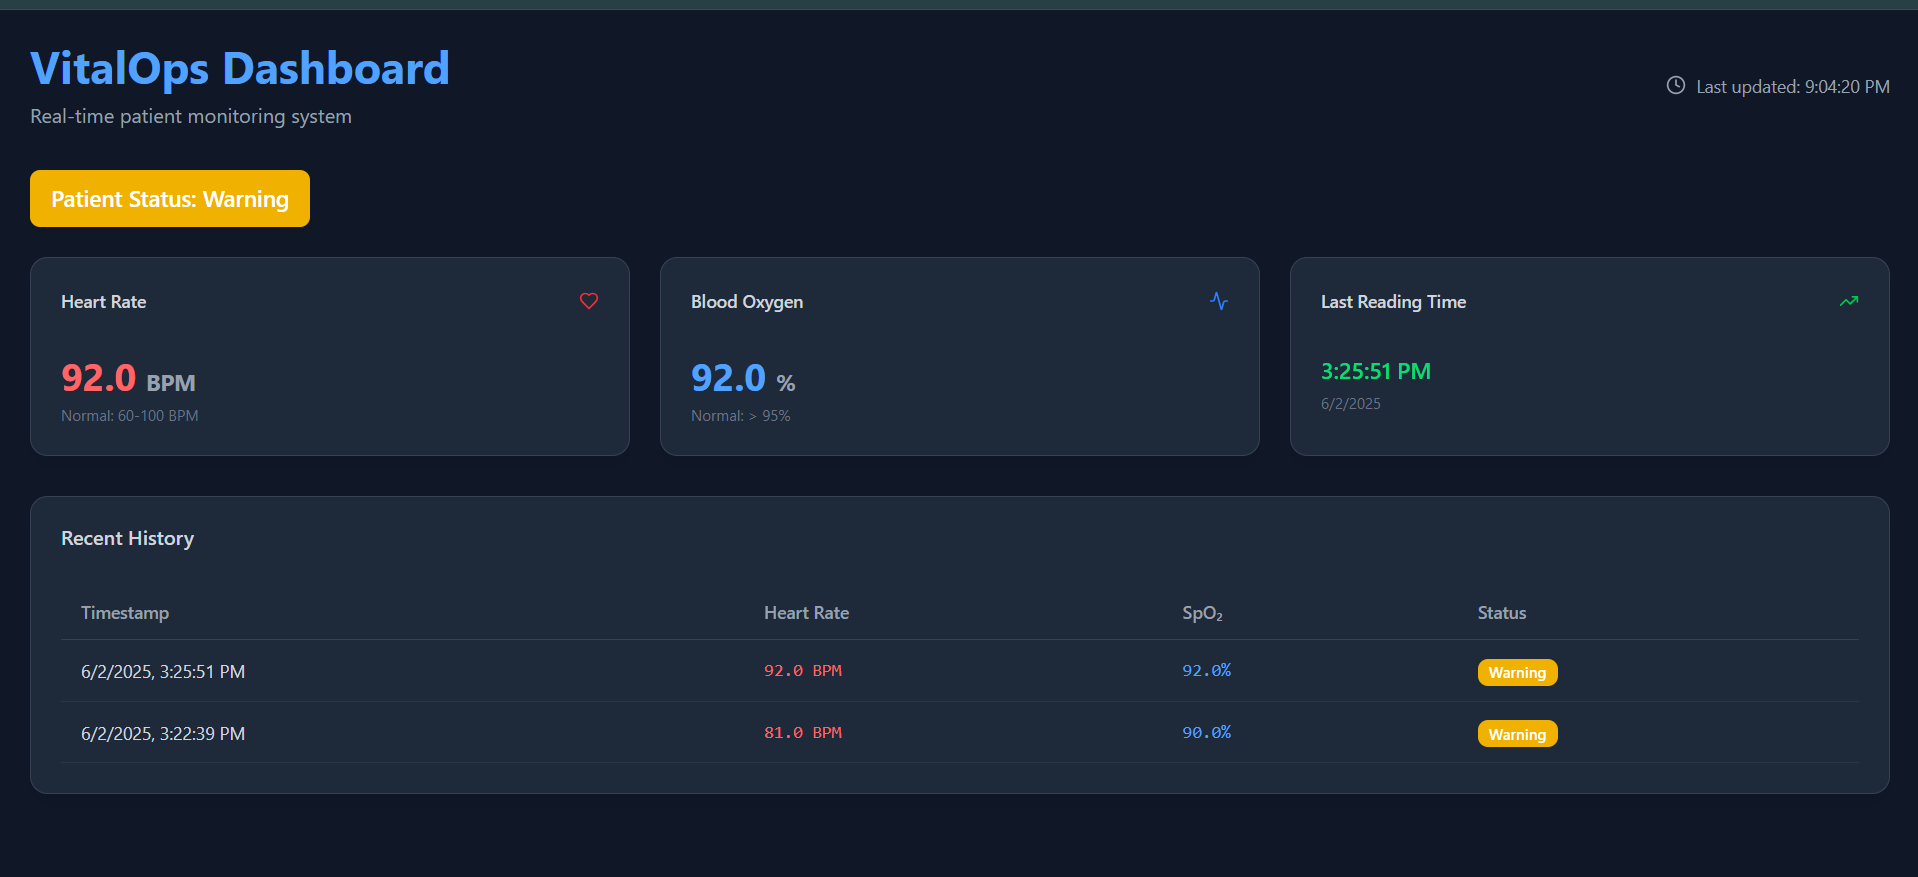 VitalOps Dashboard
Real-time patient monitoring system
Last updated: 9:04:20 PM
Patient Status: Warning
Heart Rate
92.0 BPM
Normal: 60-100 BPM
Blood Oxygen
92.0 %
Normal: > 95%
Last Reading Time
3:25:51 PM
6/2/2025
Recent History
Timestamp Heart Rate SpO₂ Status
6/2/2025, 3:25:51 PM 92.0 BPM 92.0% Warning
6/2/2025, 3:22:39 PM 81.0 BPM 90.0% Warning